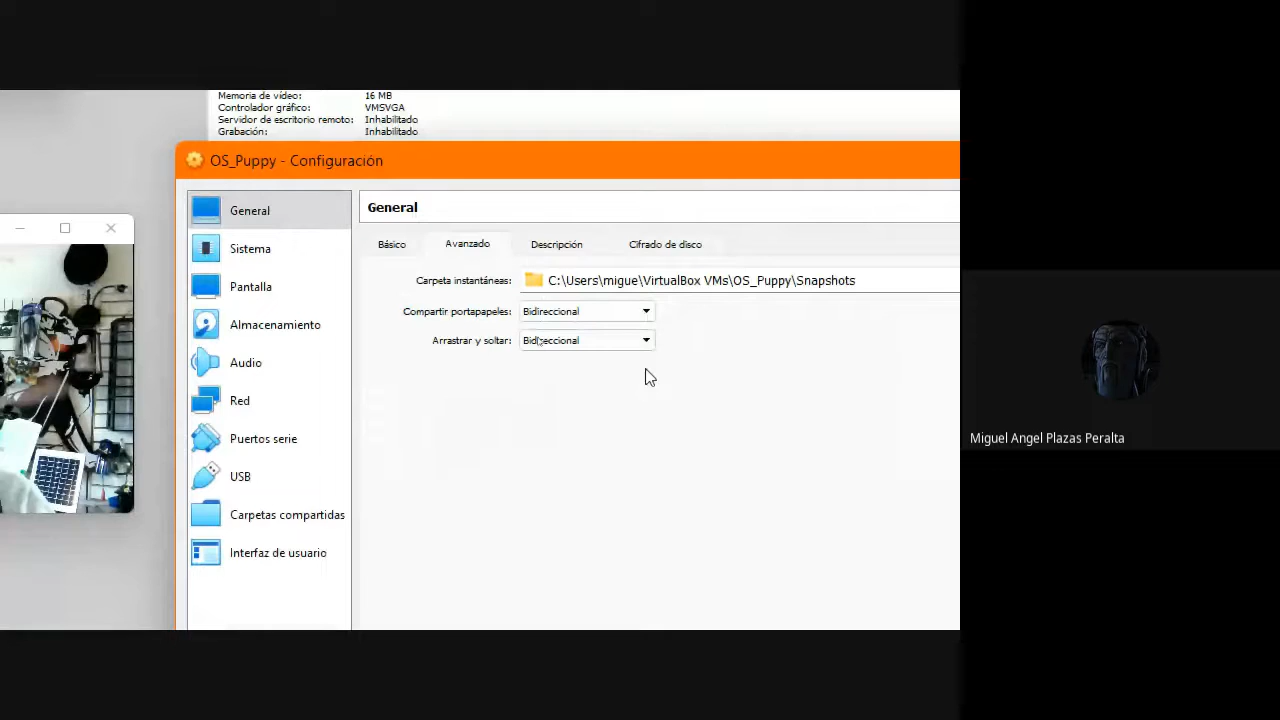 Memoria de vídeo: 16 MB
Controlador gráfico: VMSVGA
Servidor de escritorio remoto: Inhabilitado
Grabación: Inhabilitado
OS_Puppy - Configuración
General
Sistema
Pantalla
Almacenamiento
Audio
Red
Puertos serie
USB
Carpetas compartidas
Interfaz de usuario
General
Básico Avanzado Descripción Cifrado de disco
Carpeta instantáneas: C:\Users\migue\VirtualBox VMs\OS_Puppy\Snapshots
Compartir portapapeles: Bidireccional
Arrastrar y soltar: Bidireccional
Miguel Angel Plazas Peralta